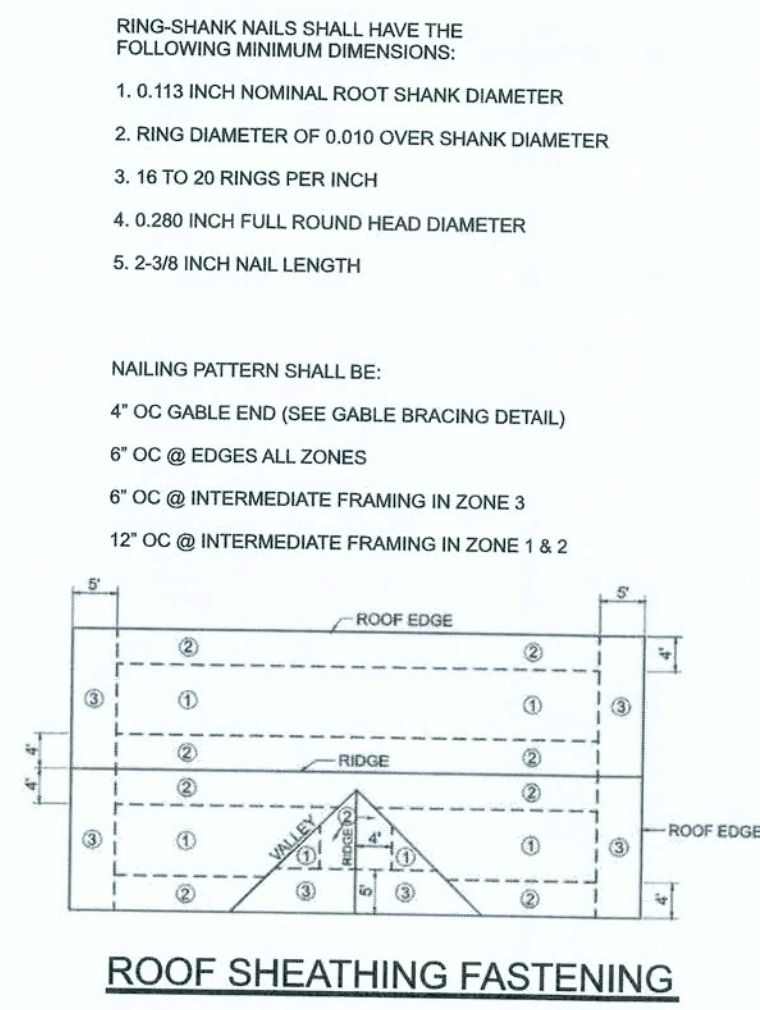 RING-SHANK NAILS SHALL HAVE THE
FOLLOWING MINIMUM DIMENSIONS:
1. 0.113 INCH NOMINAL ROOT SHANK DIAMETER
2. RING DIAMETER OF 0.010 OVER SHANK DIAMETER
3. 16 TO 20 RINGS PER INCH
4. 0.280 INCH FULL ROUND HEAD DIAMETER
5. 2-3/8 INCH NAIL LENGTH
NAILING PATTERN SHALL BE:
4" OC GABLE END (SEE GABLE BRACING DETAIL)
6" OC @ EDGES ALL ZONES
6" OC @ INTERMEDIATE FRAMING IN ZONE 3
12" OC @ INTERMEDIATE FRAMING IN ZONE 1 & 2
5' 5'
ROOF EDGE
2 2 4'
3 1 1 3
4' 2 2
RIDGE
4' 2 2
2
VALLEY RIDGE 4' ROOF EDGE
3 1 1 1 1 3
2 3 5' 3 2 4'
ROOF SHEATHING FASTENING